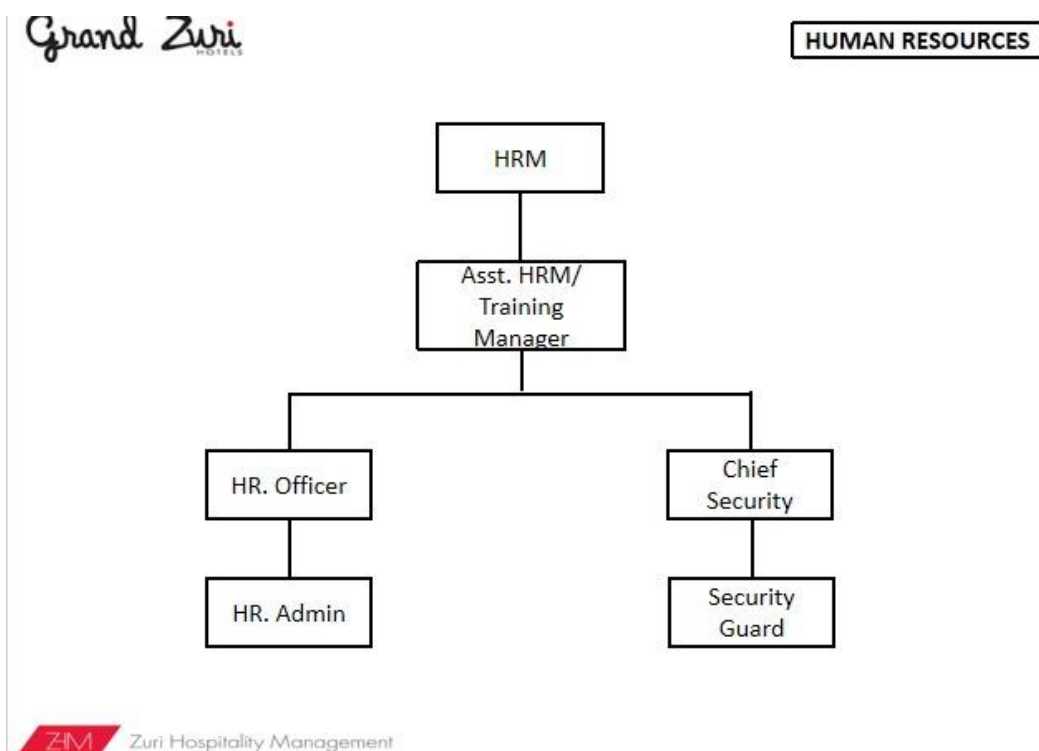 Grand Zuri
HOTELS
HUMAN RESOURCES
HRM
Asst. HRM/
Training
Manager
HR. Officer
Chief
Security
HR. Admin
Security
Guard
ZHM Zuri Hospitality Management